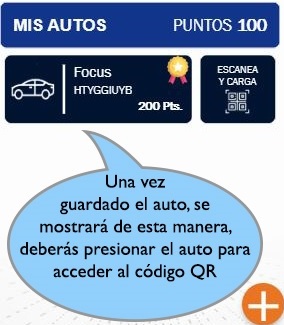 MIS AUTOS PUNTOS 100
Focus
HTYGGIUYB
200 Pts.
ESCANEA
Y CARGA
Una vez
guardado el auto, se
mostrará de esta manera,
deberás presionar el auto para
acceder al código QR